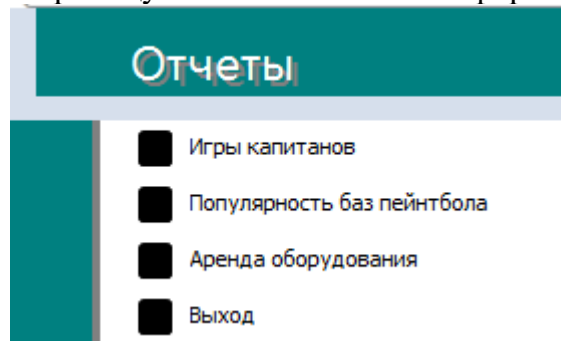 Отчеты
Игры капитанов
Популярность баз пейнтбола
Аренда оборудования
Выход